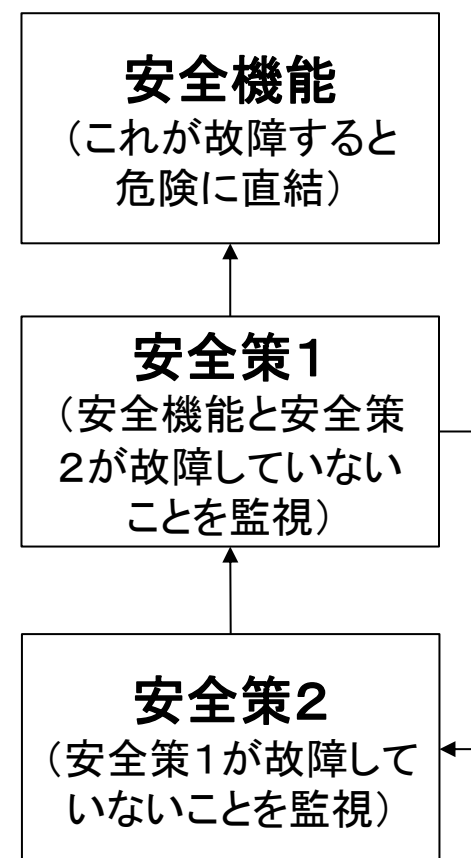 安全機能
（これが故障すると
危険に直結）
安全策１
（安全機能と安全策
２が故障していない
ことを監視）
安全策２
（安全策１が故障して
いないことを監視）